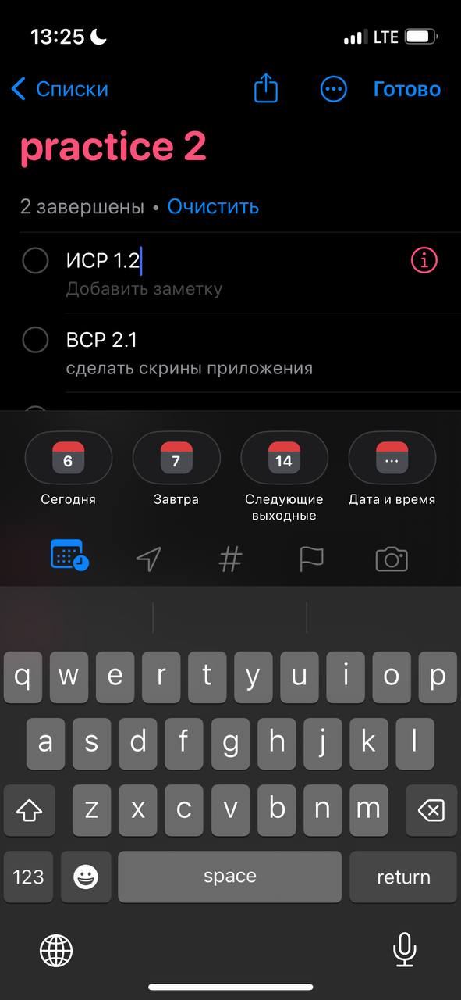 13:25
LTE
Списки
Готово
practice 2
2 завершены • Очистить
ИСР 1.2
Добавить заметку
ВСР 2.1
сделать скрины приложения
6
7
14
Сегодня
Завтра
Следующие
выходные
Дата и время
#
q w e r t y u i o p
a s d f g h j k l
z x c v b n m
123
space
return